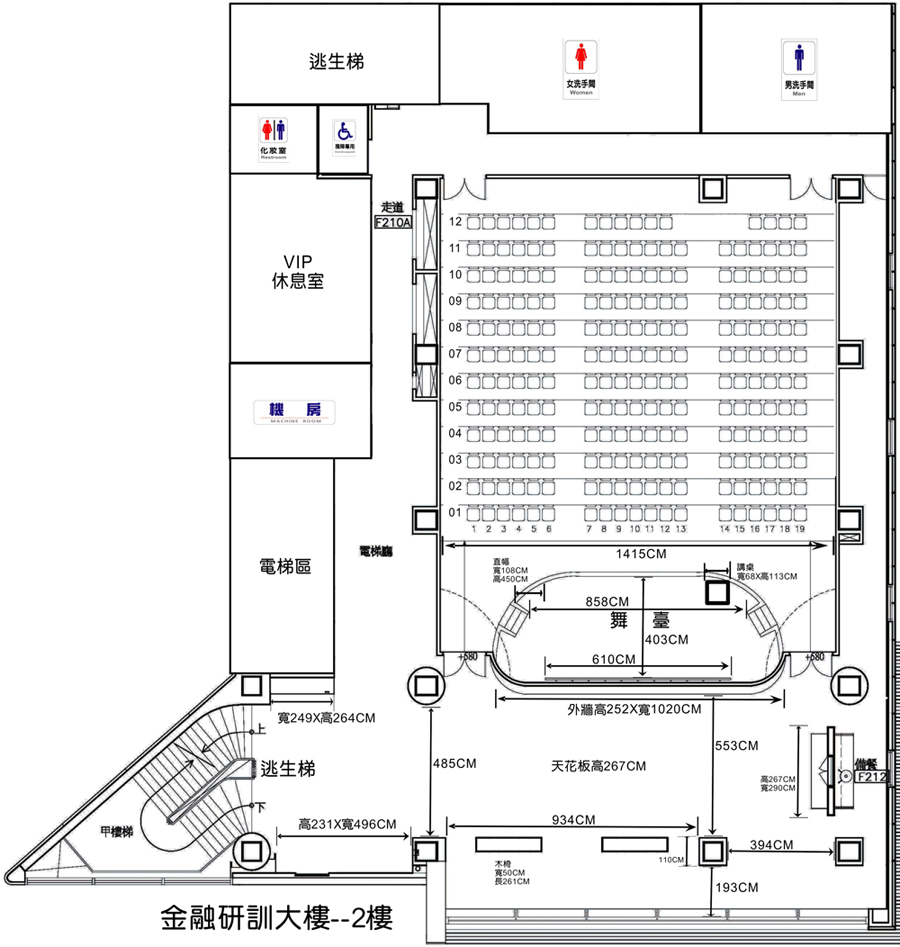 逃生梯
女洗手間
Women
男洗手間
Men
化妝室
Restroom
走道
F210A
VIP
休息室
機 房
MACHINE ROOM
電梯區
電梯廳
12
11
10
09
08
07
06
05
04
03
02
01
1 2 3 4 5 6 7 8 9 10 11 12 13 14 15 16 17 18 19
1415CM
直幅
寬108CM
高450CM
講桌
寬68X高113CM
858CM
舞 臺
403CM
610CM
+580
+580
外牆高252X寬1020CM
寬249X高264CM
上
逃生梯
下
甲樓梯
高231X寬496CM
485CM
天花板高267CM
553CM
高267CM
寬290CM
備餐
F212
934CM
394CM
110CM
木椅
寬50CM
長261CM
193CM
金融研訓大樓--2樓